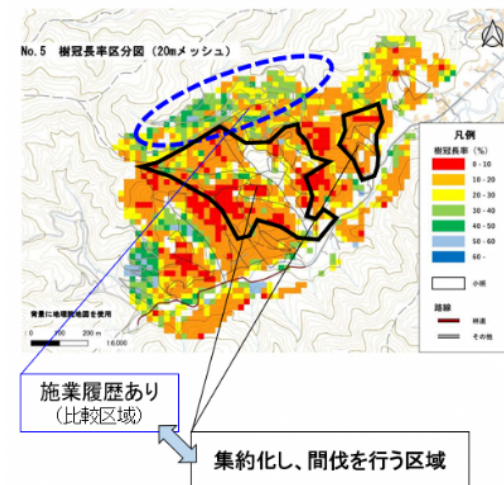 No.5 樹冠長率区分図（20mメッシュ）
凡例
樹冠長率（%）
0 - 10
10 - 20
20 - 30
30 - 40
40 - 50
50 - 60
60 -
小班
路線
林道
その他
背景に地理院地図を使用
0 100 200 m
1:6,000
施業履歴あり
（比較区域）
集約化し、間伐を行う区域